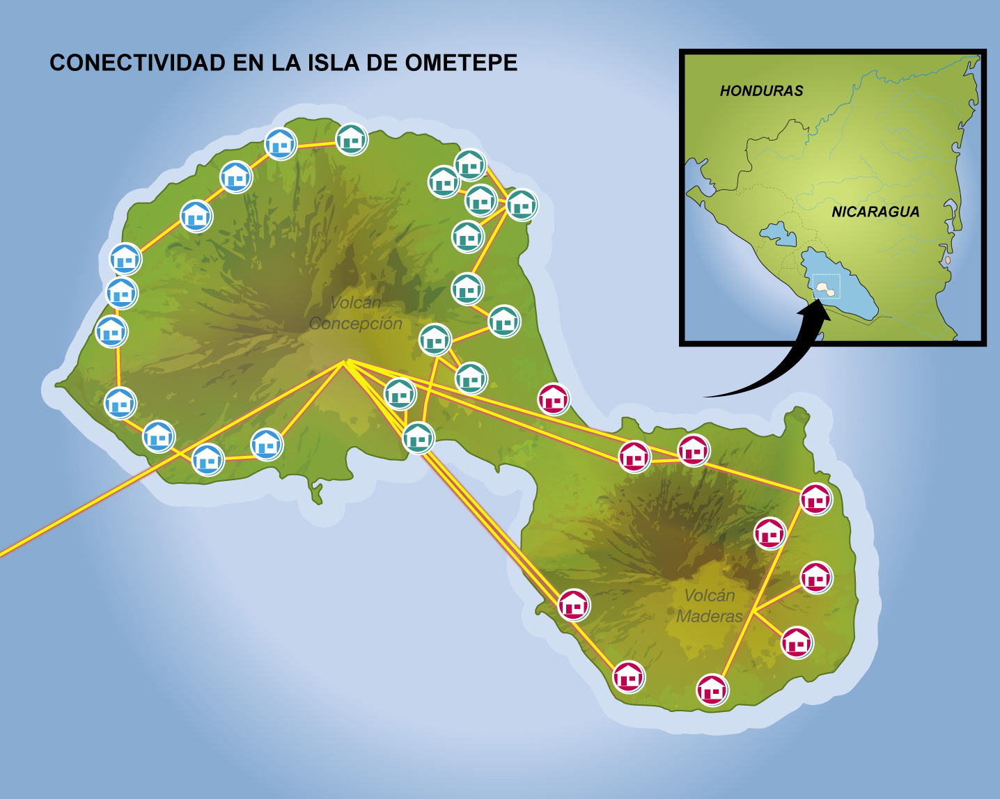 CONECTIVIDAD EN LA ISLA DE OMETEPE
HONDURAS
NICARAGUA
Volcán
Concepción
Volcán
Maderas